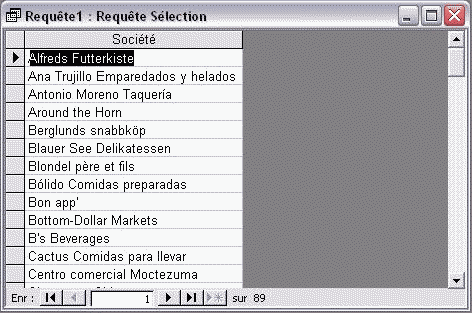 Requête1 : Requête Sélection
Société
Alfreds Futterkiste
Ana Trujillo Emparedados y helados
Antonio Moreno Taquería
Around the Horn
Berglunds snabbköp
Blauer See Delikatessen
Blondel père et fils
Bólido Comidas preparadas
Bon app'
Bottom-Dollar Markets
B's Beverages
Cactus Comidas para llevar
Centro comercial Moctezuma
Enr : 1 sur 89